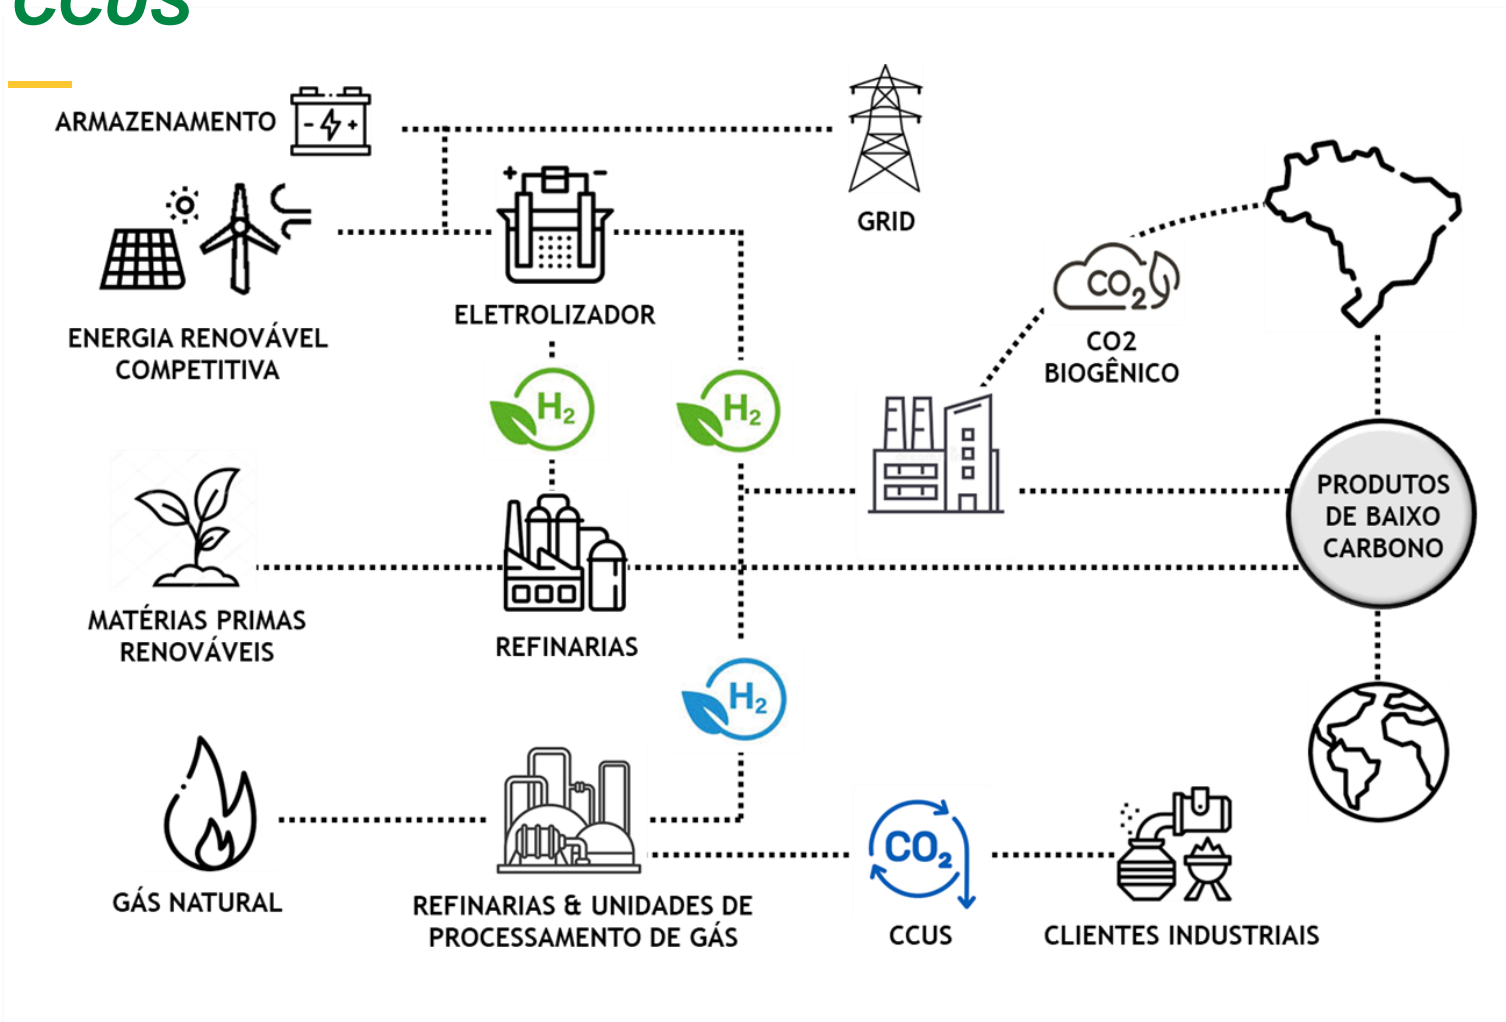 CCUS
ARMAZENAMENTO
- +
+ -
GRID
ENERGIA RENOVÁVEL
COMPETITIVA
ELETROLIZADOR
CO2
CO2
BIOGÊNICO
H2
H2
PRODUTOS
DE BAIXO
CARBONO
MATÉRIAS PRIMAS
RENOVÁVEIS
REFINARIAS
H2
GÁS NATURAL
REFINARIAS & UNIDADES DE
PROCESSAMENTO DE GÁS
CO2
CCUS
CLIENTES INDUSTRIAIS